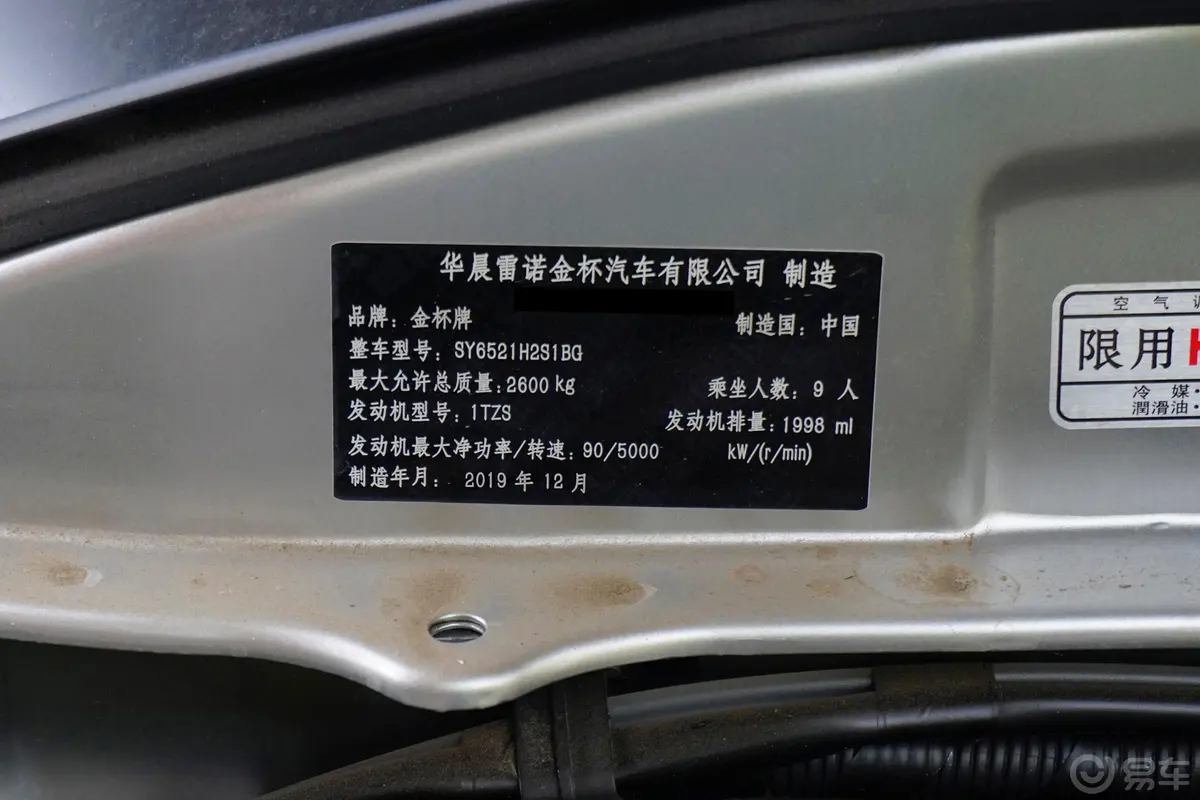 华晨雷诺金杯汽车有限公司 制造
品牌：金杯牌 制造国：中国
整车型号：SY6521H2S1BG
最大允许总质量：2600 kg 乘坐人数：9 人
发动机型号：1TZS 发动机排量：1998 ml
发动机最大净功率/转速：90/5000 kW/(r/min)
制造年月： 2019 年 12 月
空 气
限用
冷 媒·
潤滑油·
易车